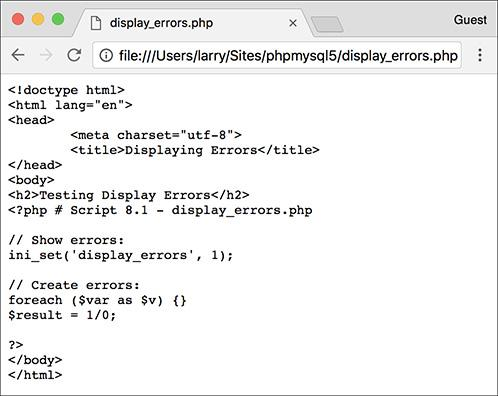 display_errors.php
Guest
file:///Users/larry/Sites/phpmysql5/display_errors.php
<!doctype html>
<html lang="en">
<head>
        <meta charset="utf-8">
        <title>Displaying Errors</title>
</head>
<body>
<h2>Testing Display Errors</h2>
<?php # Script 8.1 - display_errors.php

// Show errors:
ini_set('display_errors', 1);

// Create errors:
foreach ($var as $v) {}
$result = 1/0;

?>
</body>
</html>